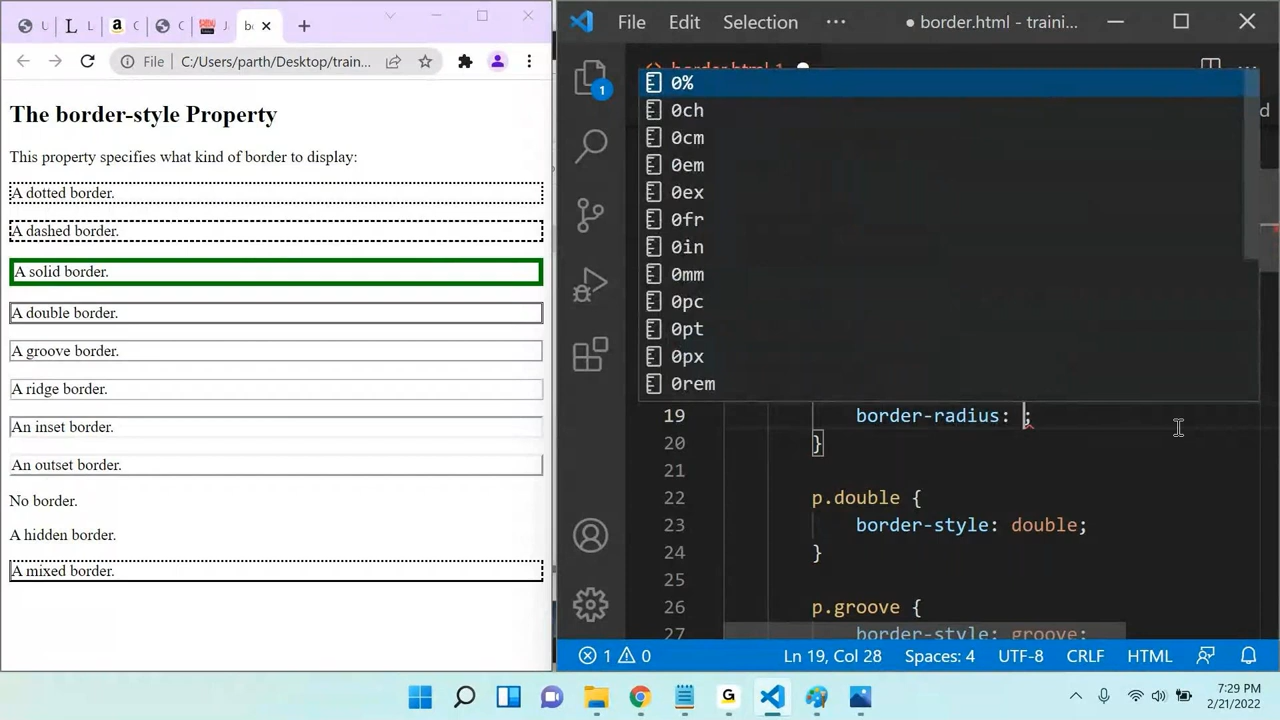 U
L L
a C
C
J
b‹
File C:/Users/parth/Desktop/train...
The border-style Property
This property specifies what kind of border to display:
A dotted border.
A dashed border.
A solid border.
A double border.
A groove border.
A ridge border.
An inset border.
An outset border.
No border.
A hidden border.
A mixed border.
File Edit Selection ··· ● border.html - traini...
0%
0ch
0cm
0em
0ex
0fr
0in
0mm
0pc
0pt
0px
0rem
19 border-radius: ;
20 }
21
22 p.double {
23 border-style: double;
24 }
25
26 p.groove {
27 border-style: groove;
1
1 0 Ln 19, Col 28 Spaces: 4 UTF-8 CRLF HTML
G
7:29 PM
2/21/2022